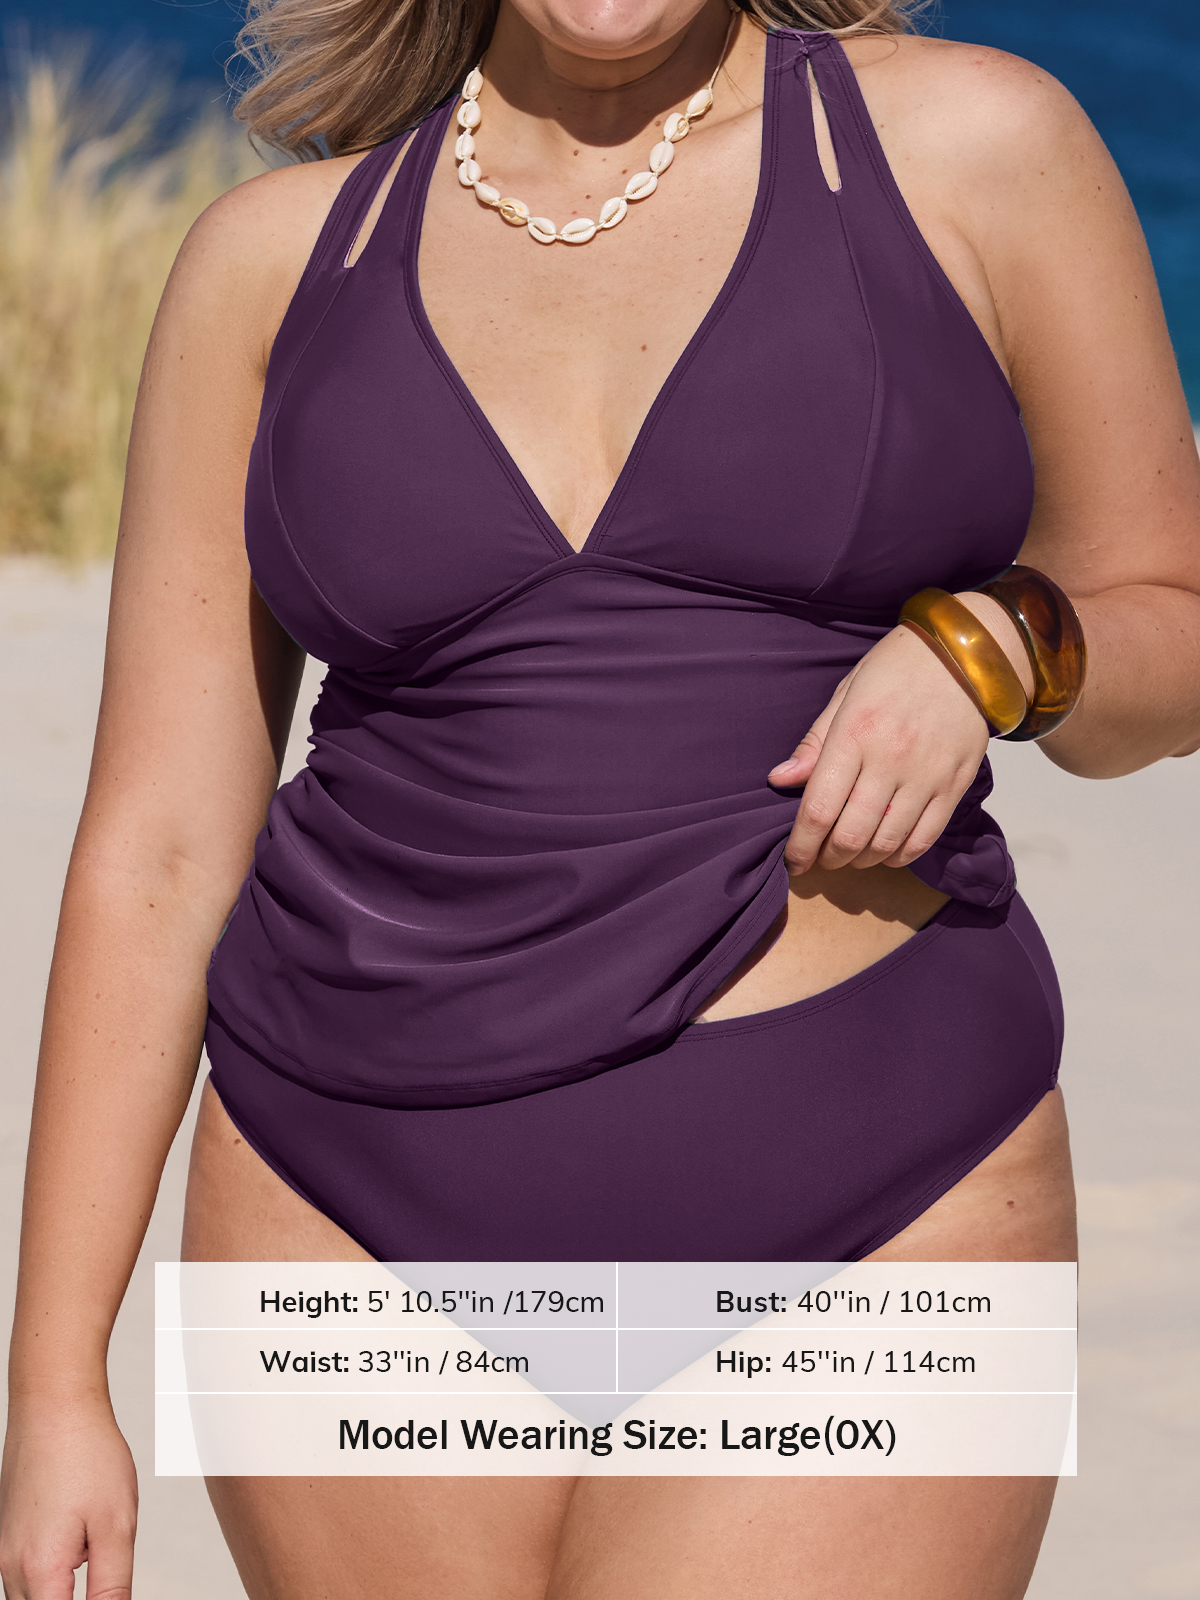 Height: 5' 10.5"in /179cm
Bust: 40"in / 101cm
Waist: 33"in / 84cm
Hip: 45"in / 114cm
Model Wearing Size: Large(0X)